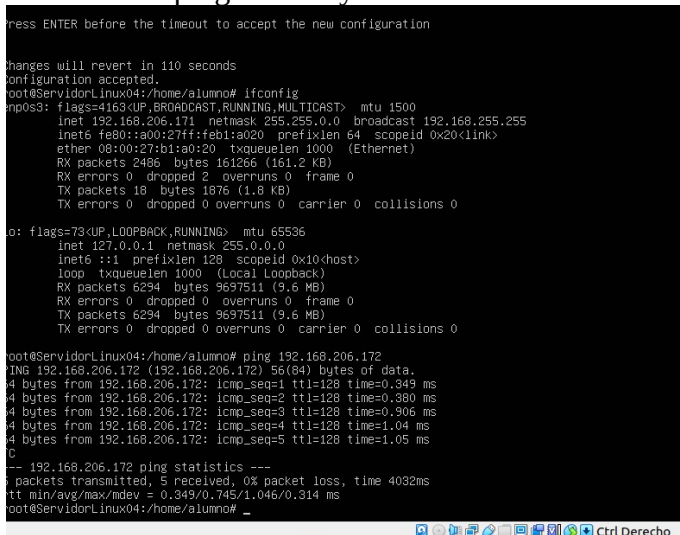 ress ENTER before the timeout to accept the new configuration
hanges will revert in 110 seconds
onfiguration accepted.
root@ServidorLinux04:/home/alumno# ifconfig
enp0s3: flags=4163<UP,BROADCAST,RUNNING,MULTICAST> mtu 1500
inet 192.168.206.171 netmask 255.255.0.0 broadcast 192.168.255.255
inet6 fe80::a00:27ff:feb1:a020 prefixlen 64 scopeid 0x20<link>
ether 08:00:27:b1:a0:20 txqueuelen 1000 (Ethernet)
RX packets 2486 bytes 161266 (161.2 KB)
RX errors 0 dropped 2 overruns 0 frame 0
TX packets 18 bytes 1876 (1.8 KB)
TX errors 0 dropped 0 overruns 0 carrier 0 collisions 0
lo: flags=73<UP,LOOPBACK,RUNNING> mtu 65536
inet 127.0.0.1 netmask 255.0.0.0
inet6 ::1 prefixlen 128 scopeid 0x10<host>
loop txqueuelen 1000 (Local Loopback)
RX packets 6294 bytes 9697511 (9.6 MB)
RX errors 0 dropped 0 overruns 0 frame 0
TX packets 6294 bytes 9697511 (9.6 MB)
TX errors 0 dropped 0 overruns 0 carrier 0 collisions 0
root@ServidorLinux04:/home/alumno# ping 192.168.206.172
PING 192.168.206.172 (192.168.206.172) 56(84) bytes of data.
64 bytes from 192.168.206.172: icmp_seq=1 ttl=128 time=0.349 ms
64 bytes from 192.168.206.172: icmp_seq=2 ttl=128 time=0.380 ms
64 bytes from 192.168.206.172: icmp_seq=3 ttl=128 time=0.906 ms
64 bytes from 192.168.206.172: icmp_seq=4 ttl=128 time=1.04 ms
64 bytes from 192.168.206.172: icmp_seq=5 ttl=128 time=1.05 ms
^C
--- 192.168.206.172 ping statistics ---
5 packets transmitted, 5 received, 0% packet loss, time 4032ms
rtt min/avg/max/mdev = 0.349/0.745/1.046/0.314 ms
root@ServidorLinux04:/home/alumno# _
Ctrl Derecho